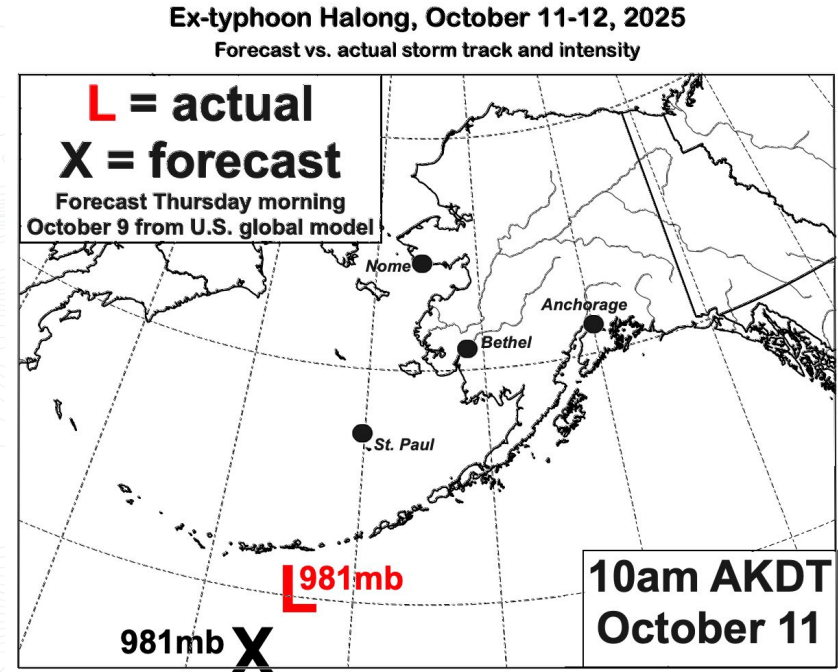 Ex-typhoon Halong, October 11-12, 2025
Forecast vs. actual storm track and intensity
L = actual
X = forecast
Forecast Thursday morning
October 9 from U.S. global model
Nome
Anchorage
Bethel
St. Paul
L 981mb
981mb X
10am AKDT
October 11